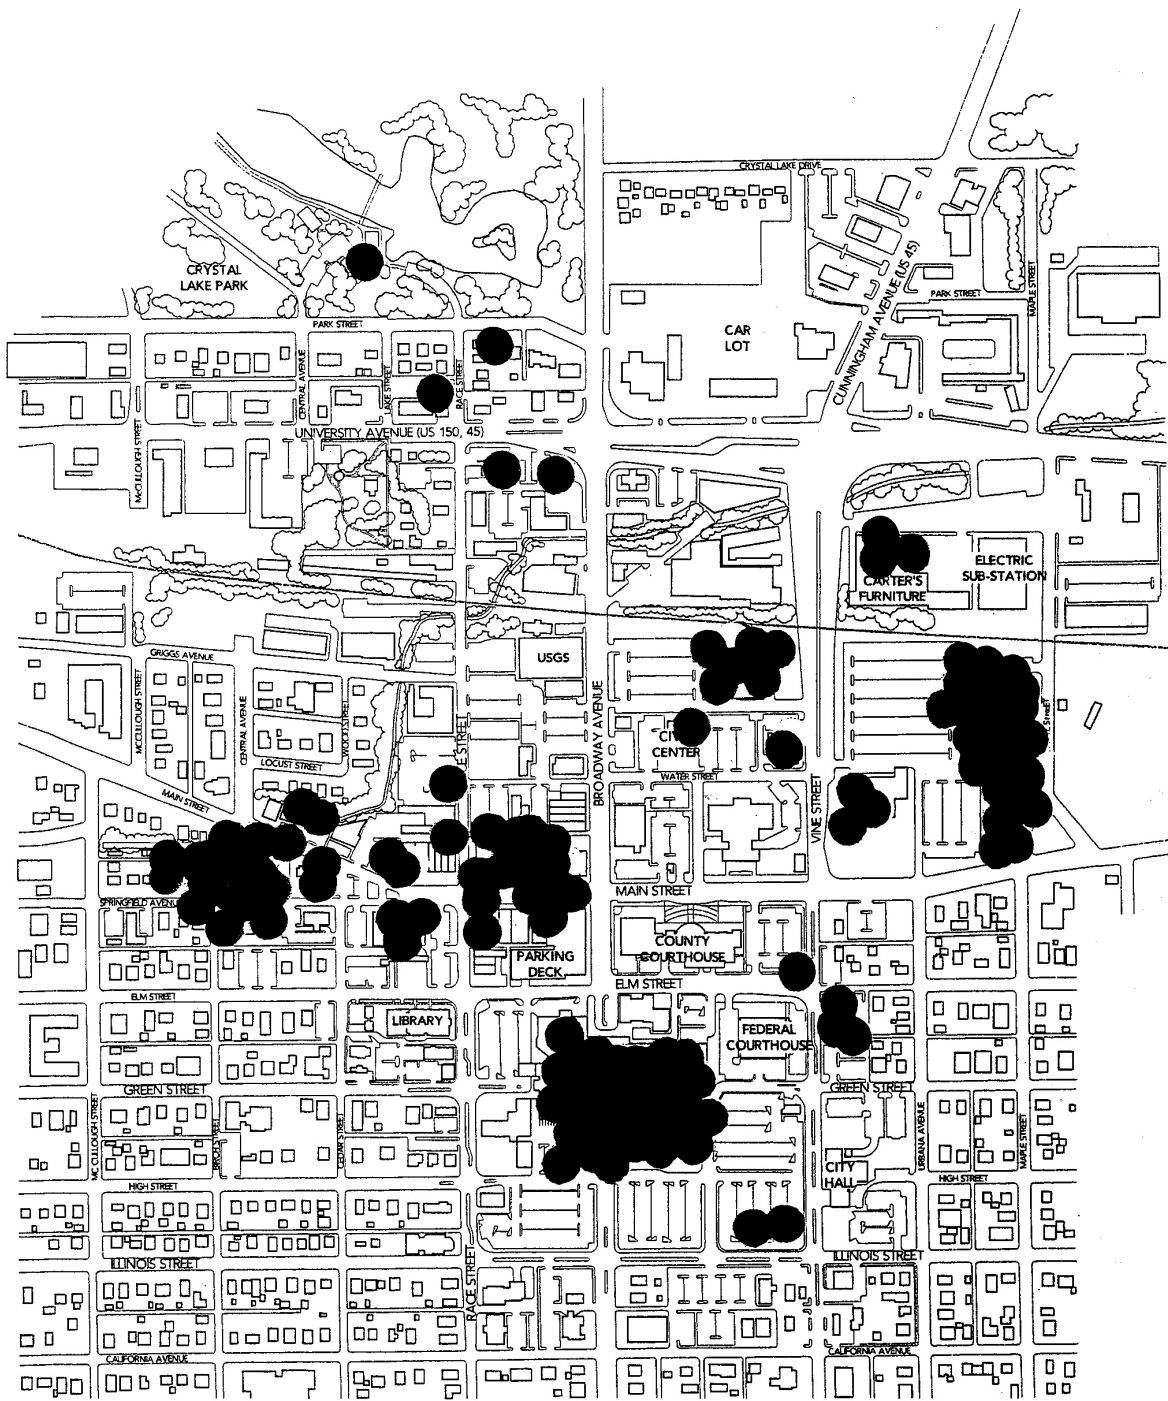 CRYSTAL LAKE DRIVE
CRYSTAL
LAKE PARK
CUNNINGHAM AVENUE (US 45)
MAPLE STREET
PARK STREET
PARK STREET
CAR
LOT
CENTRAL AVENUE
LAKE STREET
RACE STREET
UNIVERSITY AVENUE (US 150, 45)
McCULLOUGH STREET
ELECTRIC
SUB-STATION
CARTER'S
FURNITURE
GRIGGS AVENUE
USGS
MCCULLOUGH STREET
CENTRAL AVENUE
WOOD STREET
BROADWAY AVENUE
CENTER
LOCUST STREET
WATER STREET
MAIN STREET
VINE STREET
MAIN STREET
SPRINGFIELD AVENUE
COUNTY
COURTHOUSE
PARKING
DECK
ELM STREET
ELM STREET
LIBRARY
FEDERAL
COURTHOUSE
GREEN STREET
GREEN STREET
MC CULLOUGH STREET
BIRCH STREET
CEDAR STREET
URBANA AVENUE
MAPLE STREET
CITY
HALL
HIGH STREET
HIGH STREET
ILLINOIS STREET
ILLINOIS STREET
RACE STREET
CALIFORNIA AVENUE
CALIFORNIA AVENUE